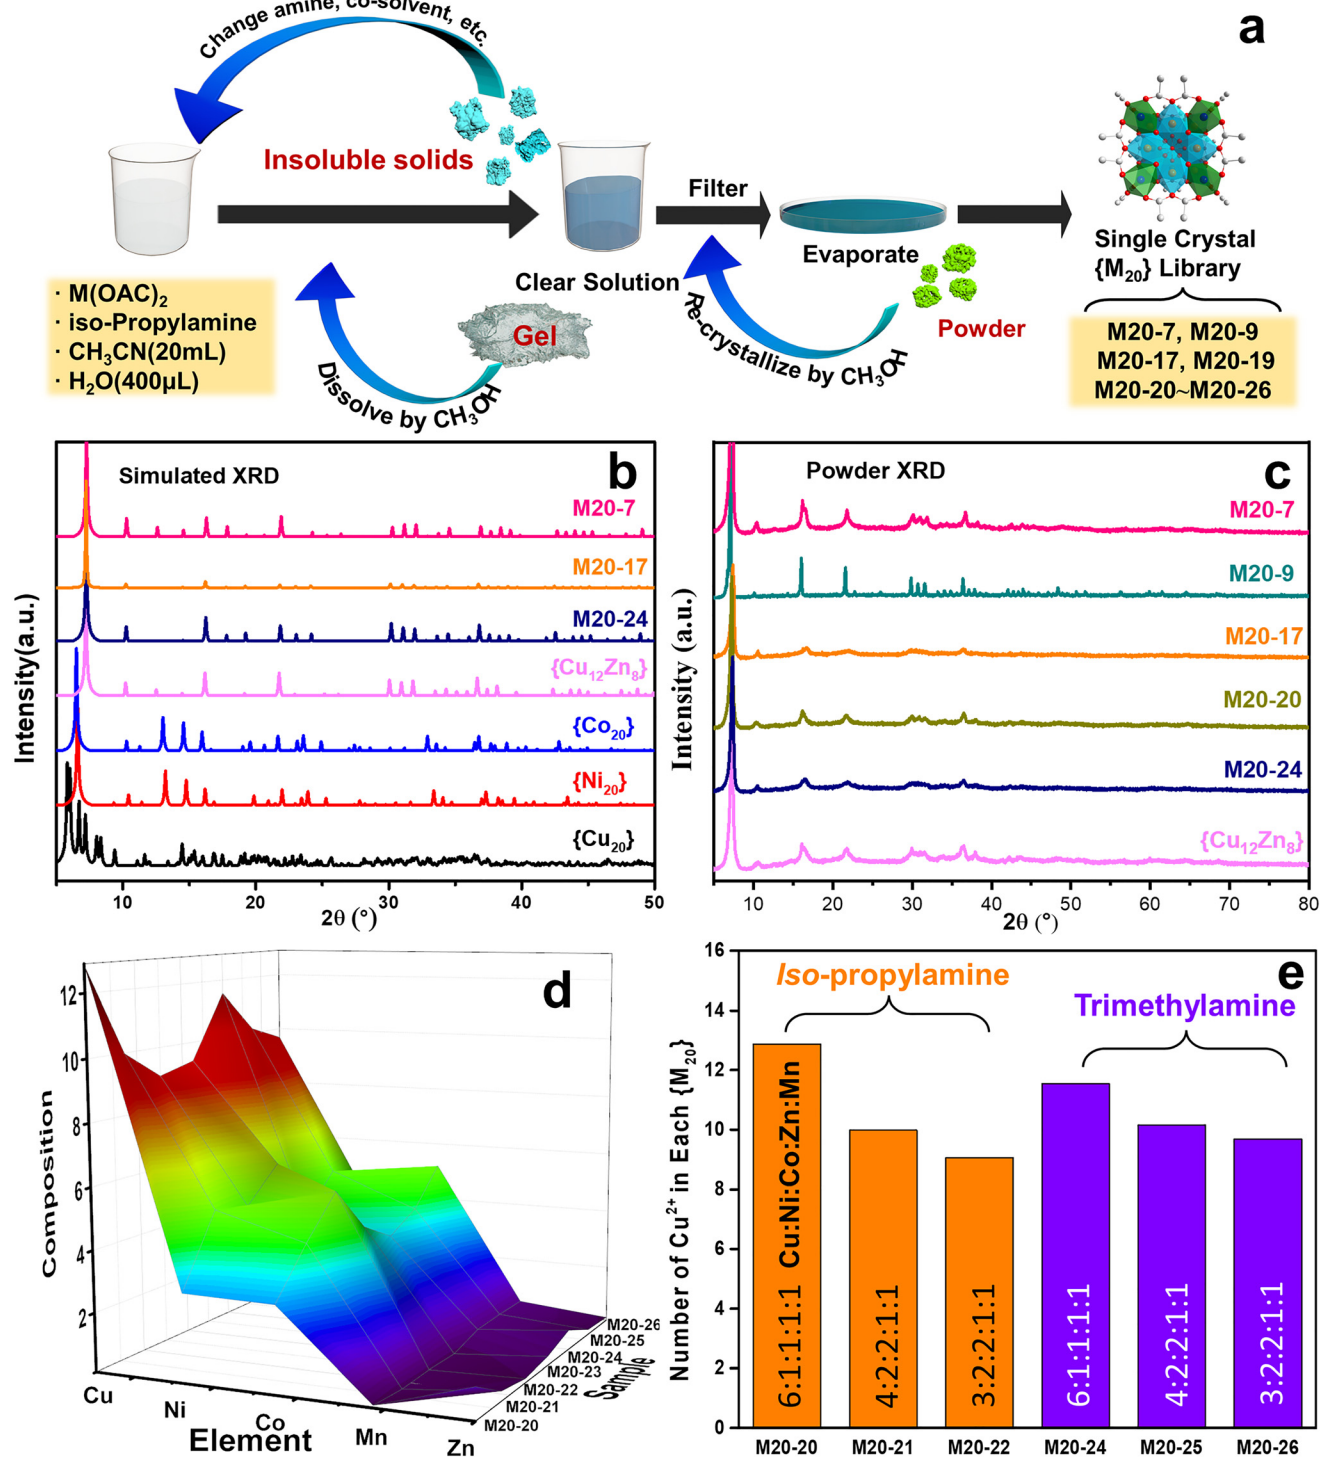 Change amine, co-solvent, etc.
a
Insoluble solids
Filter
Evaporate
Single Crystal
{M20} Library
Clear Solution
· M(OAC)2
· iso-Propylamine
· CH3CN(20mL)
· H2O(400μL)
Gel
Dissolve by CH3OH
Re-crystallize by CH3OH
Powder
M20-7, M20-9
M20-17, M20-19
M20-20~M20-26
Simulated XRD
b
M20-7
M20-17
M20-24
{Cu12Zn8}
{Co20}
{Ni20}
{Cu20}
Intensity(a.u.)
10 20 30 40 50
2θ (°)
Powder XRD
c
M20-7
M20-9
M20-17
M20-20
M20-24
{Cu12Zn8}
Intensity (a.u.)
10 20 30 40 50 60 70 80
2θ (°)
d
12
10
8
6
4
2
Composition
Cu
Ni
Co
Mn
Zn
Element
M20-26
M20-25
M20-24
M20-23
M20-22
M20-21
M20-20
Sample
e
Iso-propylamine
Trimethylamine
16
14
12
10
8
6
4
2
0
Number of Cu2+ in Each {M20}
6:1:1:1:1 Cu:Ni:Co:Zn:Mn
4:2:2:1:1
3:2:2:1:1
6:1:1:1:1
4:2:2:1:1
3:2:2:1:1
M20-20 M20-21 M20-22 M20-24 M20-25 M20-26